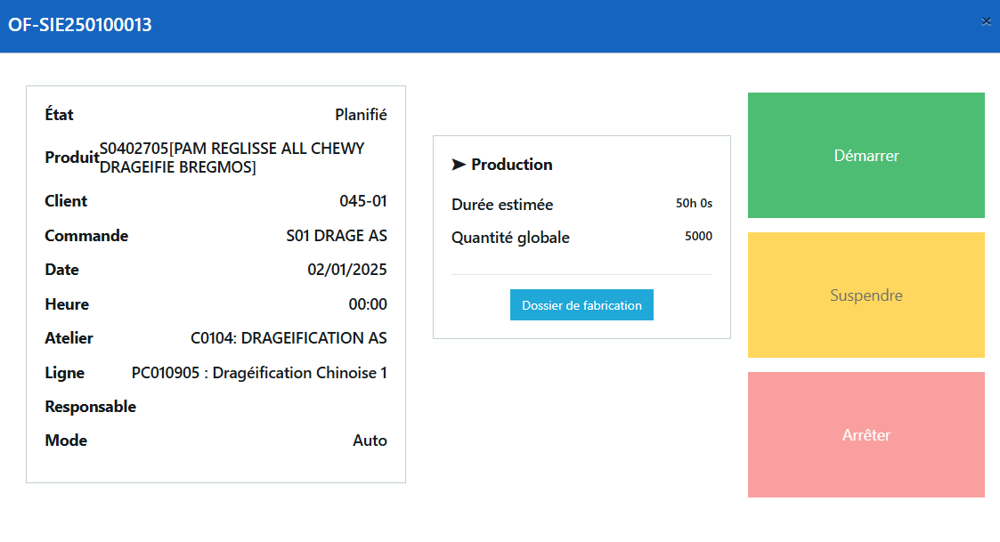 OF-SIE250100013
×
État Planifié
Produit S0402705[PAM REGLISSE ALL CHEWY
DRAGEIFIE BREGMOS]
Client 045-01
Commande S01 DRAGE AS
Date 02/01/2025
Heure 00:00
Atelier C0104: DRAGEIFICATION AS
Ligne PC010905 : Dragéification Chinoise 1
Responsable
Mode Auto
➤ Production
Durée estimée 50h 0s
Quantité globale 5000
Dossier de fabrication
Démarrer
Suspendre
Arrêter